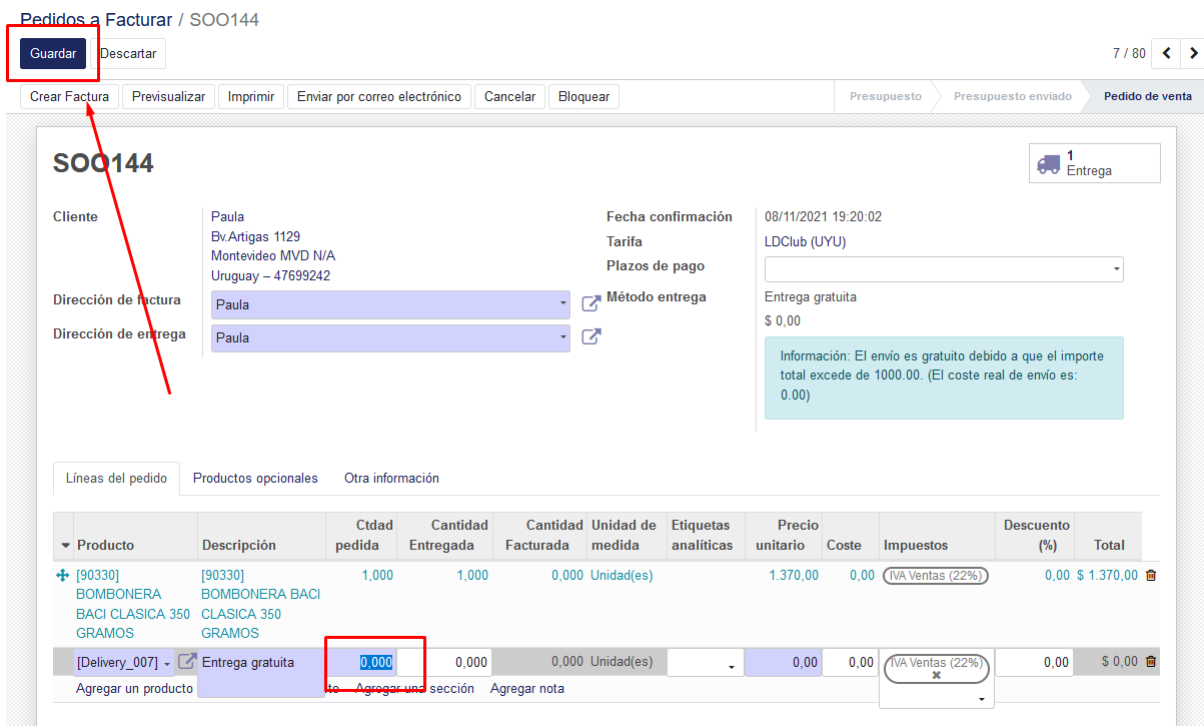 Pedidos a Facturar / SOO144
Guardar Descartar 7 / 80
Crear Factura Previsualizar Imprimir Enviar por correo electrónico Cancelar Bloquear Presupuesto Presupuesto enviado Pedido de venta
SOO144
1
Entrega
Cliente Paula
Bv.Artigas 1129
Montevideo MVD N/A
Uruguay – 47699242
Dirección de factura Paula
Dirección de entrega Paula
Fecha confirmación 08/11/2021 19:20:02
Tarifa LDClub (UYU)
Plazos de pago
Método entrega Entrega gratuita
$ 0,00
Información: El envío es gratuito debido a que el importe
total excede de 1000.00. (El coste real de envío es:
0.00)
Líneas del pedido Productos opcionales Otra información
Producto Descripción Ctdad pedida Cantidad Entregada Cantidad Facturada Unidad de medida Etiquetas analíticas Precio unitario Coste Impuestos Descuento (%) Total
[90330] [90330] 1,000 1,000 0,000 Unidad(es) 1.370,00 0,00 IVA Ventas (22%) 0,00 $ 1.370,00
BOMBONERA BOMBONERA BACI
BACI CLASICA 350 CLASICA 350
GRAMOS GRAMOS
[Delivery_007] Entrega gratuita 0,000 0,000 0,000 Unidad(es) 0,00 0,00 IVA Ventas (22%) 0,00 $ 0,00
Agregar un producto to Agregar una sección Agregar nota